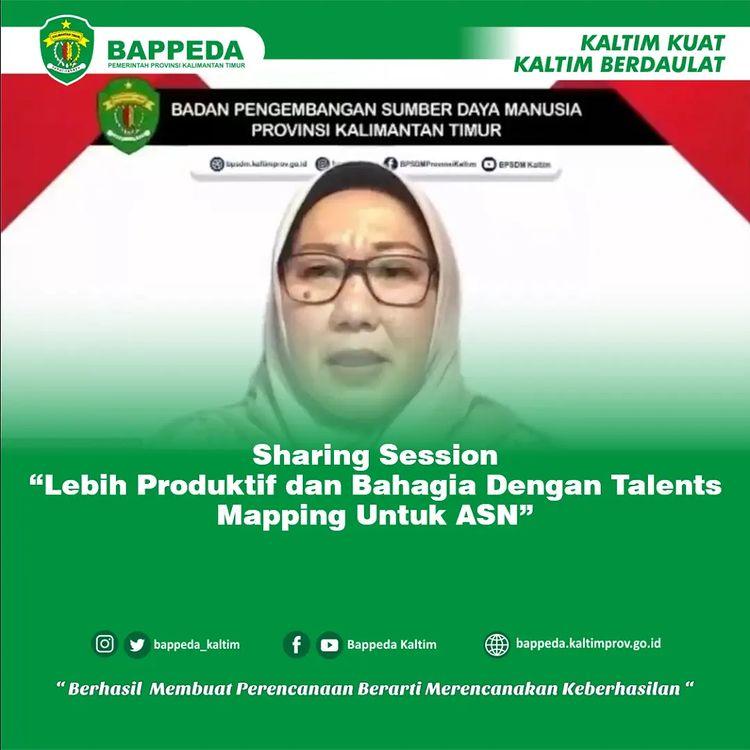 BAPPEDA
PEMERINTAH PROVINSI KALIMANTAN TIMUR
KALTIM KUAT
KALTIM BERDAULAT
BADAN PENGEMBANGAN SUMBER DAYA MANUSIA
PROVINSI KALIMANTAN TIMUR
bpsdm.kaltimprov.go.id BPSDMProvinsiKaltim BPSDM Kaltim
Sharing Session
“Lebih Produktif dan Bahagia Dengan Talents
Mapping Untuk ASN”
bappeda_kaltim Bappeda Kaltim bappeda.kaltimprov.go.id
“ Berhasil Membuat Perencanaan Berarti Merencanakan Keberhasilan “